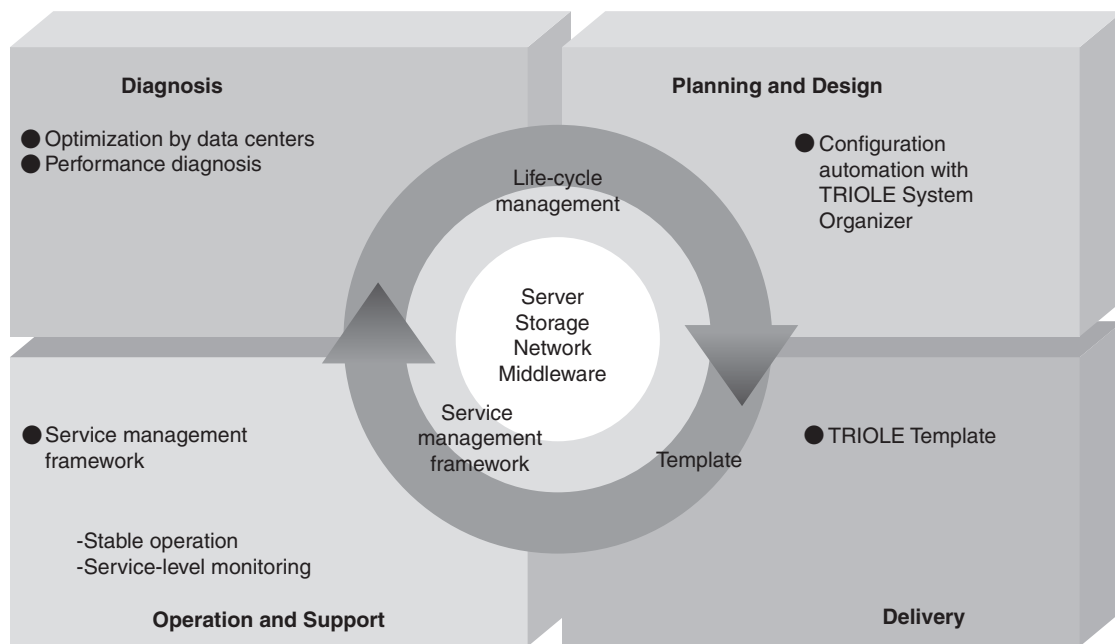 Diagnosis
● Optimization by data centers
● Performance diagnosis
Planning and Design
● Configuration
automation with
TRIOLE System
Organizer
Life-cycle
management
Server
Storage
Network
Middleware
Service
management
framework
Template
● Service management
framework
-Stable operation
-Service-level monitoring
Operation and Support
● TRIOLE Template
Delivery